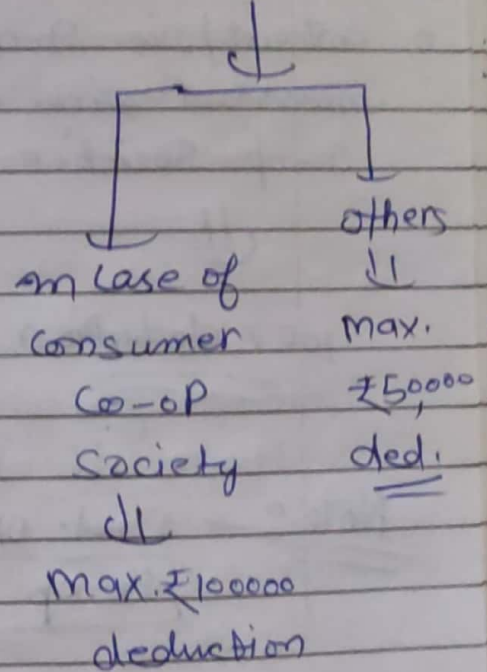 In case of
consumer
co-op
society
max. ₹100000
deduction
others
max.
₹50,000
ded.